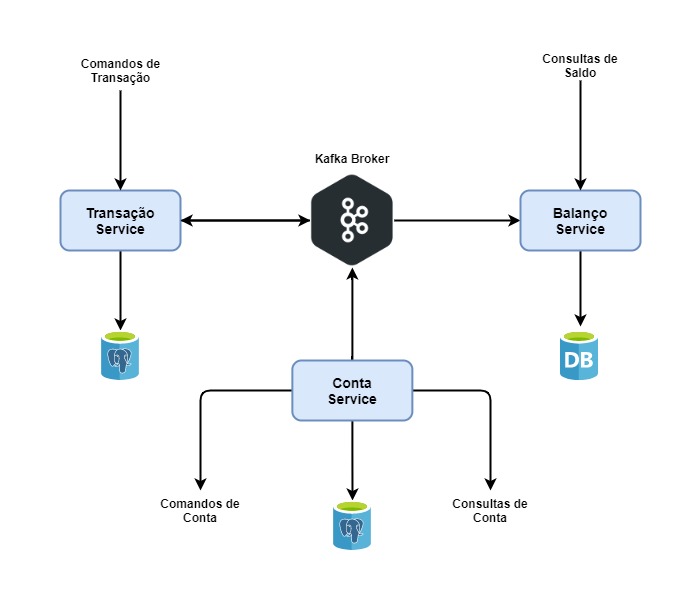 Comandos de
Transação
Consultas de
Saldo
Kafka Broker
Transação
Service
Balanço
Service
DB
Conta
Service
Comandos de
Conta
Consultas de
Conta